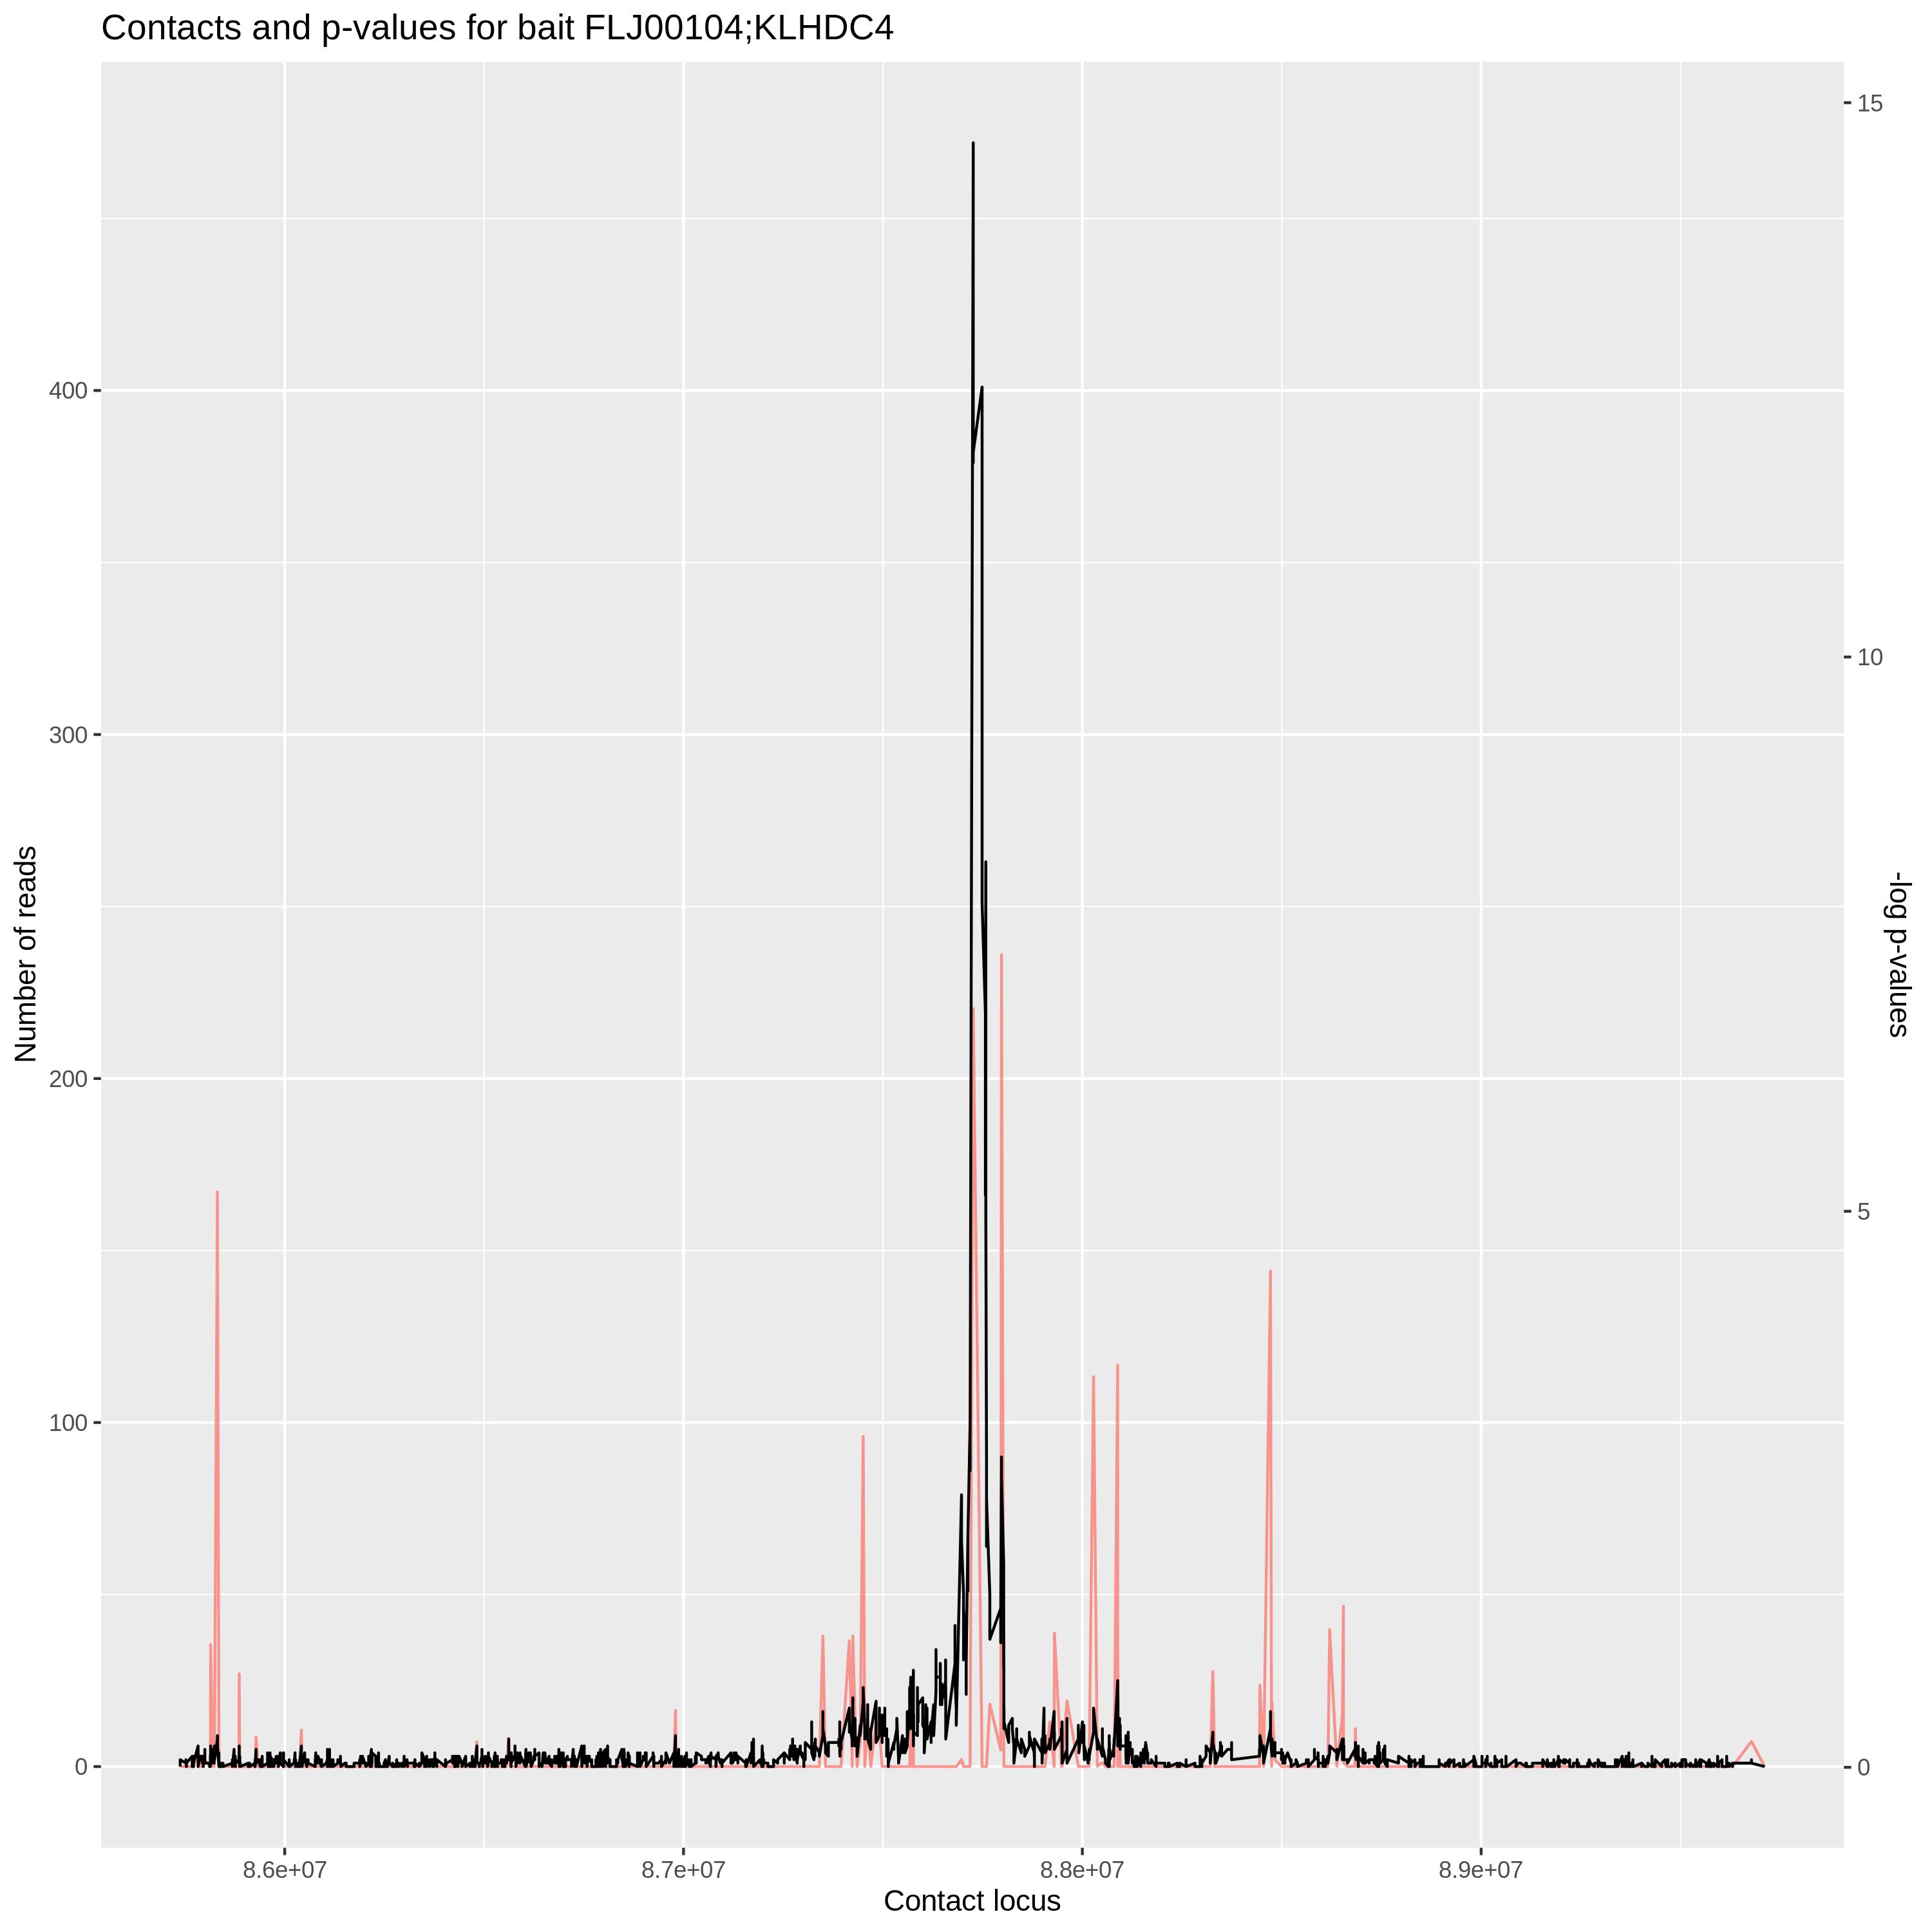 Contacts and p-values for bait FLJ00104;KLHDC4
15
400
10
300
Number of reads
-log p-values
200
5
100
0
0
8.6e+07
8.7e+07
8.8e+07
8.9e+07
Contact locus